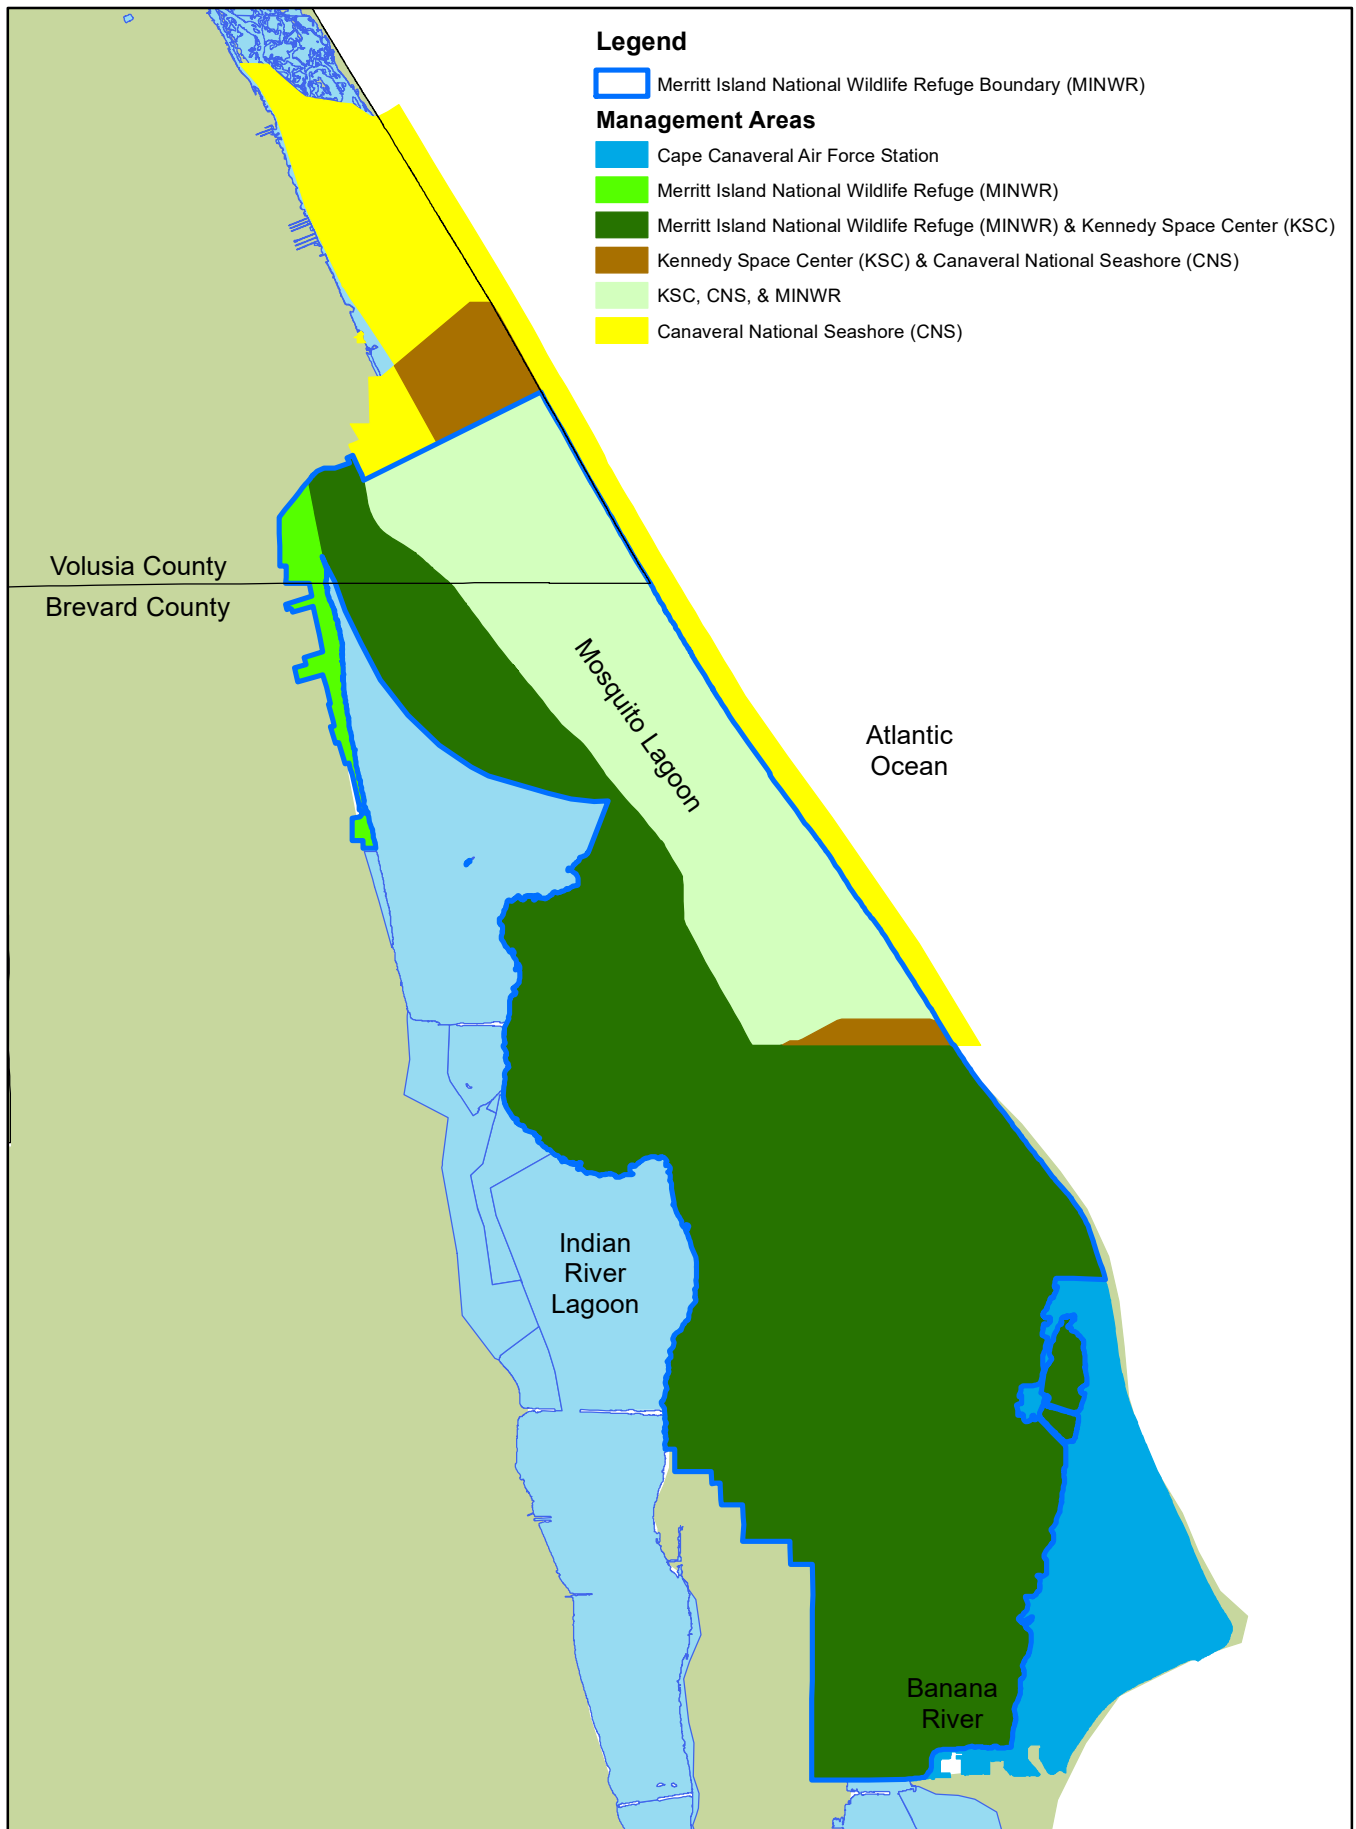 Legend
Merritt Island National Wildlife Refuge Boundary (MINWR)
Management Areas
Cape Canaveral Air Force Station
Merritt Island National Wildlife Refuge (MINWR)
Merritt Island National Wildlife Refuge (MINWR) & Kennedy Space Center (KSC)
Kennedy Space Center (KSC) & Canaveral National Seashore (CNS)
KSC, CNS, & MINWR
Canaveral National Seashore (CNS)
Volusia County
Brevard County
Mosquito Lagoon
Atlantic
Ocean
Indian
River
Lagoon
Banana
River